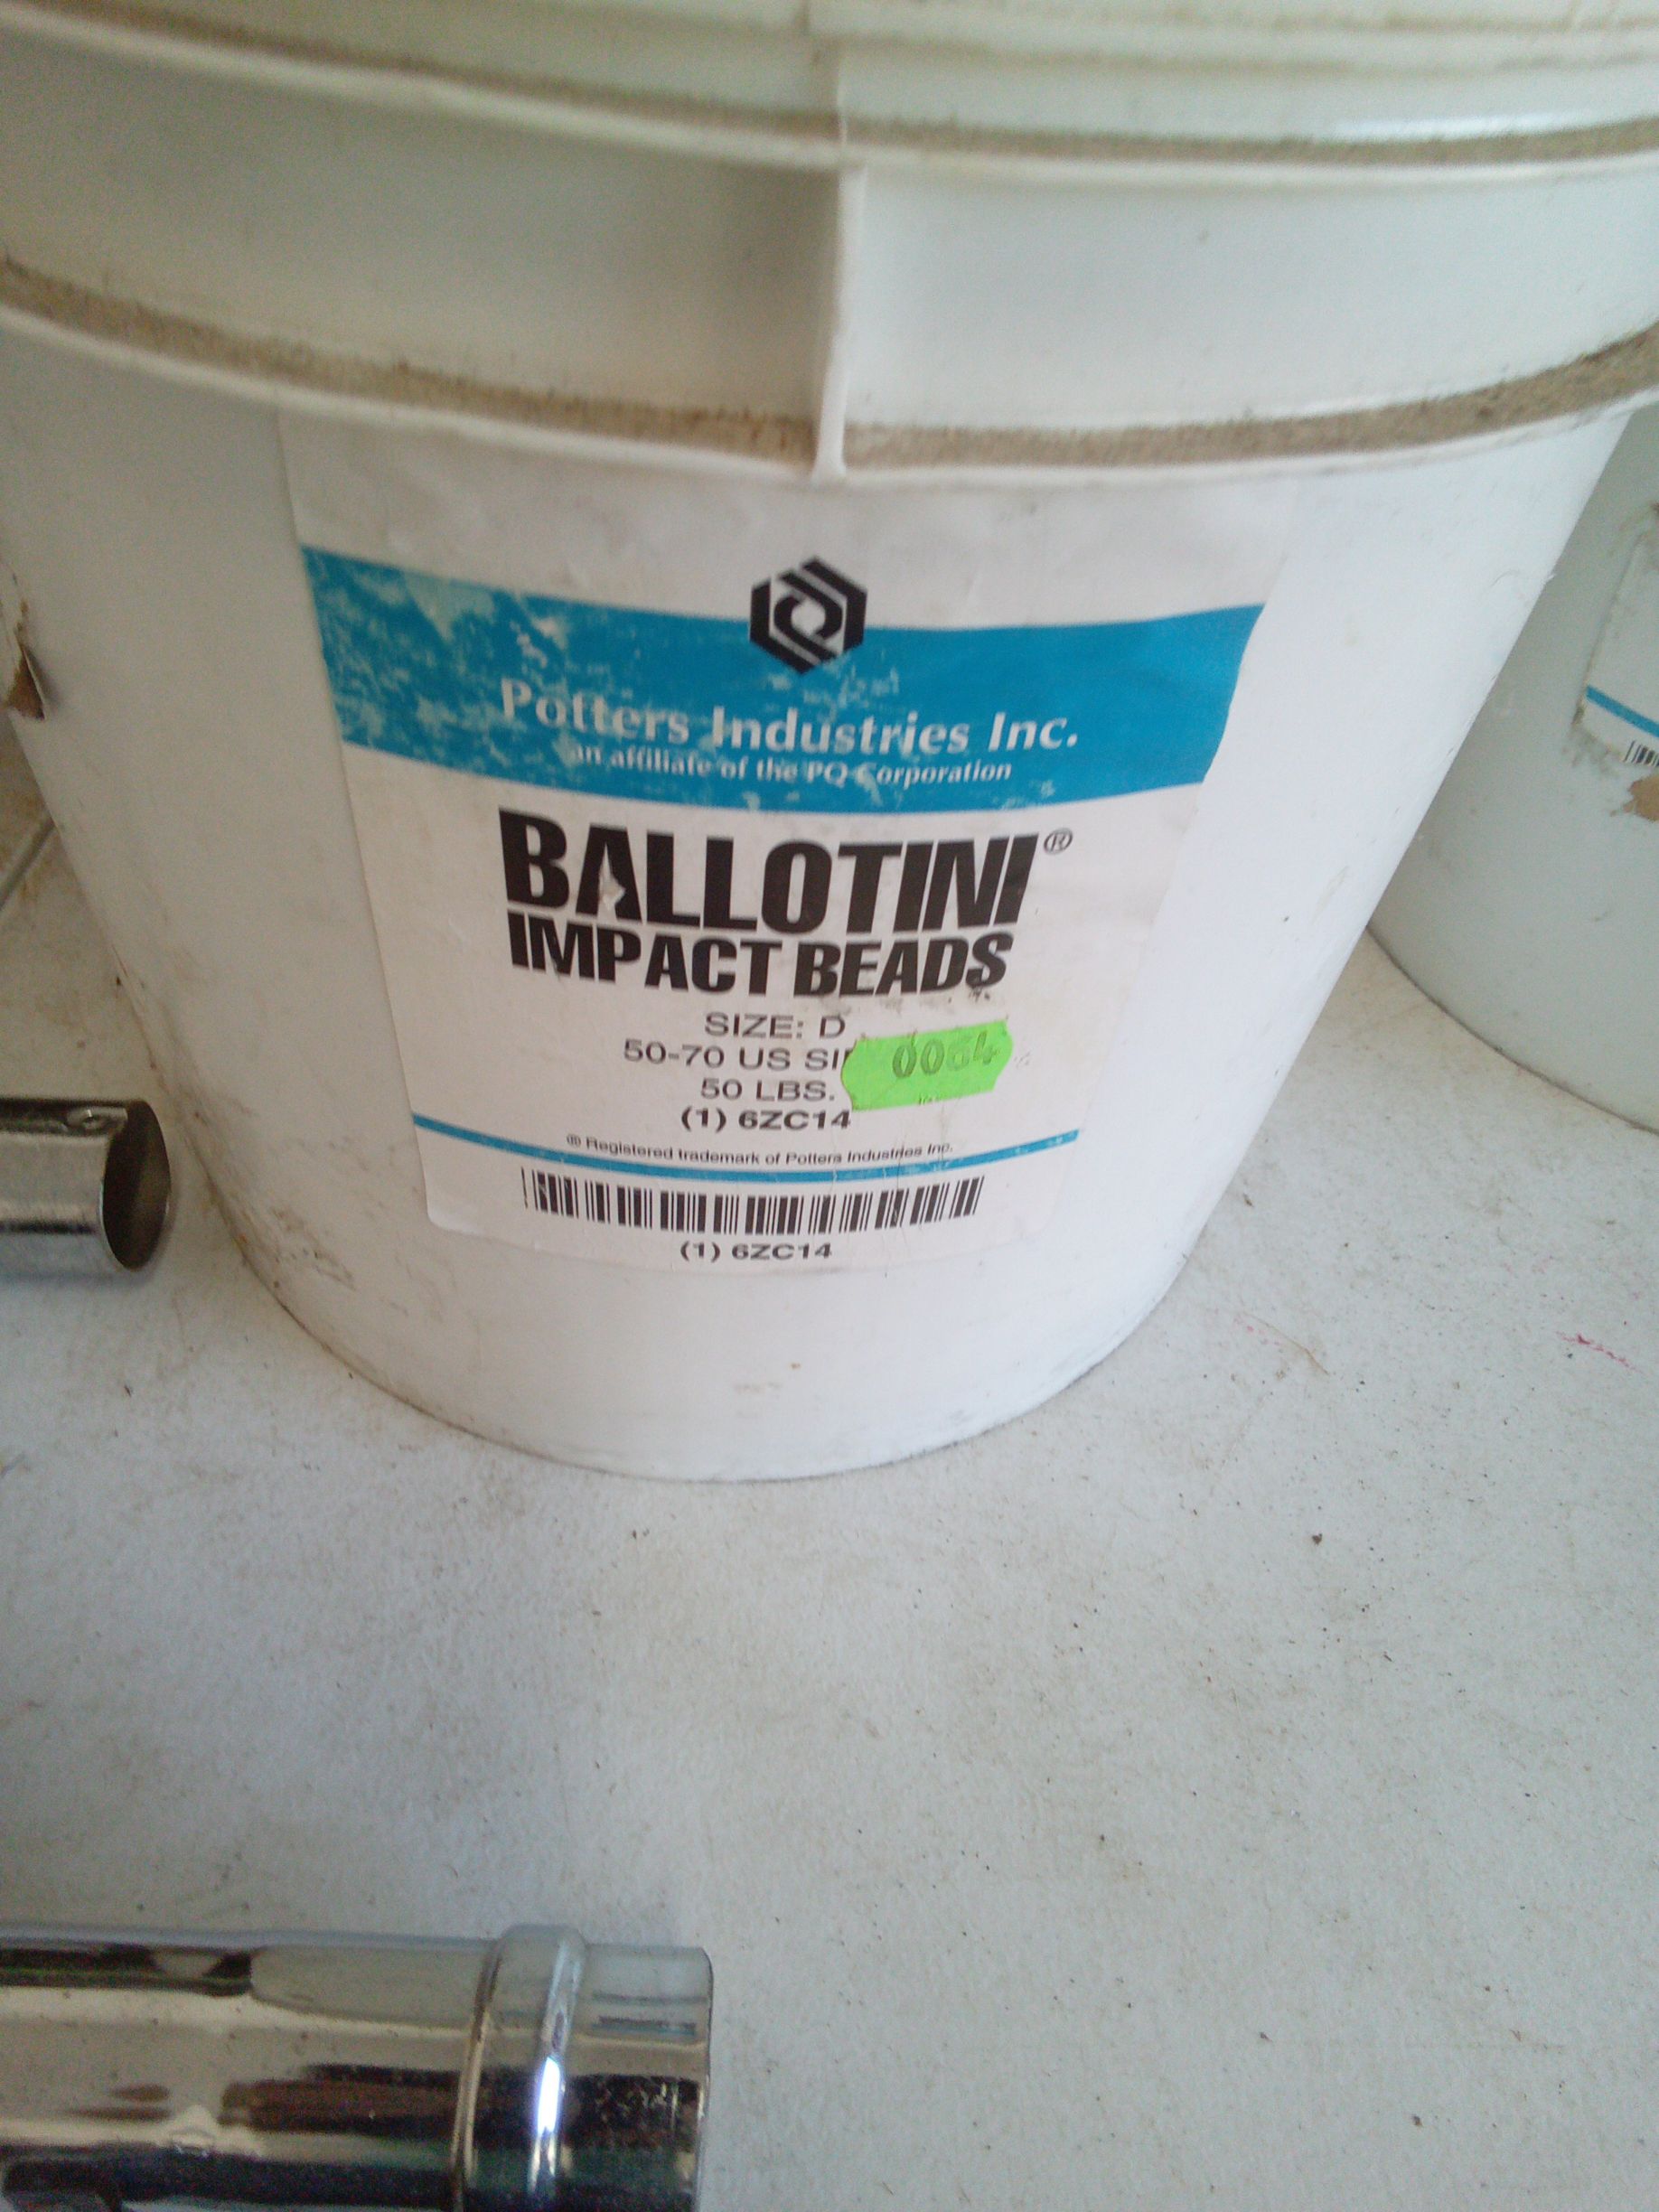 Potters Industries Inc.
an affiliate of the PQ Corporation
BALLOTINI®
IMPACT BEADS
SIZE: D
50-70 US
50 LBS.
(1) 6ZC14
® Registered trademark of Potters Industries Inc.
(1) 6ZC14